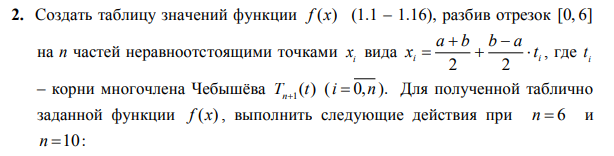 2. Создать таблицу значений функции f(x) (1.1 – 1.16), разбив отрезок [0, 6]
на n частей неравноотстоящими точками x_i вида x_i = \frac{a+b}{2} + \frac{b-a}{2} \cdot t_i, где t_i
– корни многочлена Чебышёва T_{n+1}(t) (i = \overline{0,n}). Для полученной таблично
заданной функции f(x), выполнить следующие действия при n = 6 и
n = 10: